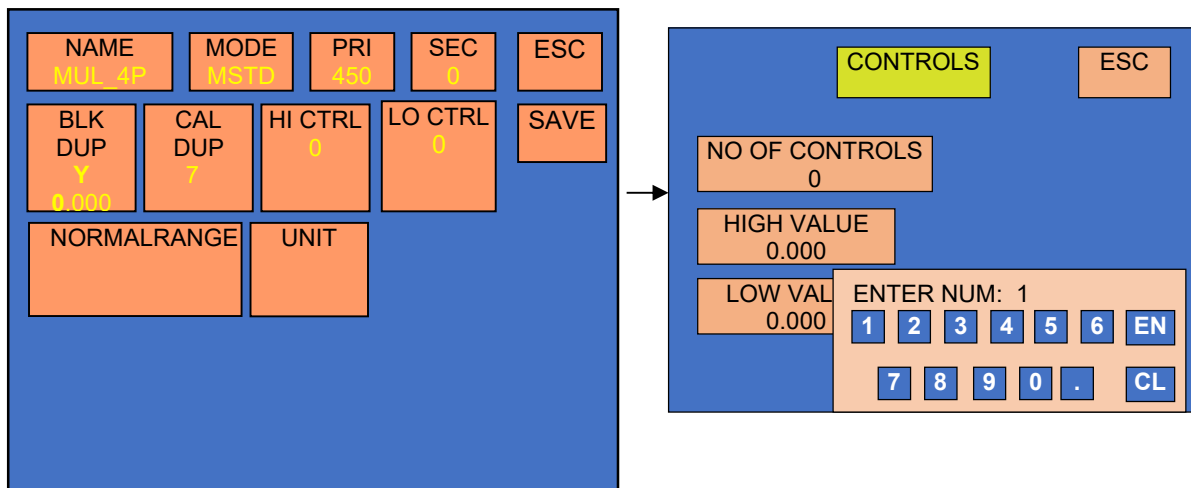 NAME
MUL_4P
MODE
MSTD
PRI
450
SEC
0
ESC
BLK
DUP
Y
0.000
CAL
DUP
7
HI CTRL
0
LO CTRL
0
SAVE
NORMALRANGE
UNIT
CONTROLS
ESC
NO OF CONTROLS
0
HIGH VALUE
0.000
LOW VAL
0.000
ENTER NUM: 1
1 2 3 4 5 6 EN
7 8 9 0 . CL